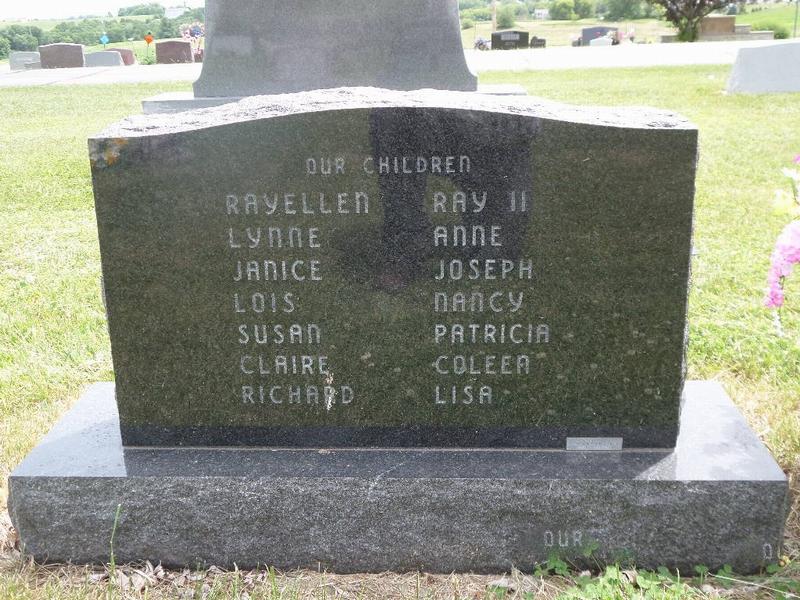 OUR CHILDREN
RAYELLEN RAY II
LYNNE ANNE
JANICE JOSEPH
LOIS NANCY
SUSAN PATRICIA
CLAIRE COLEEN
RICHARD LISA
OUR